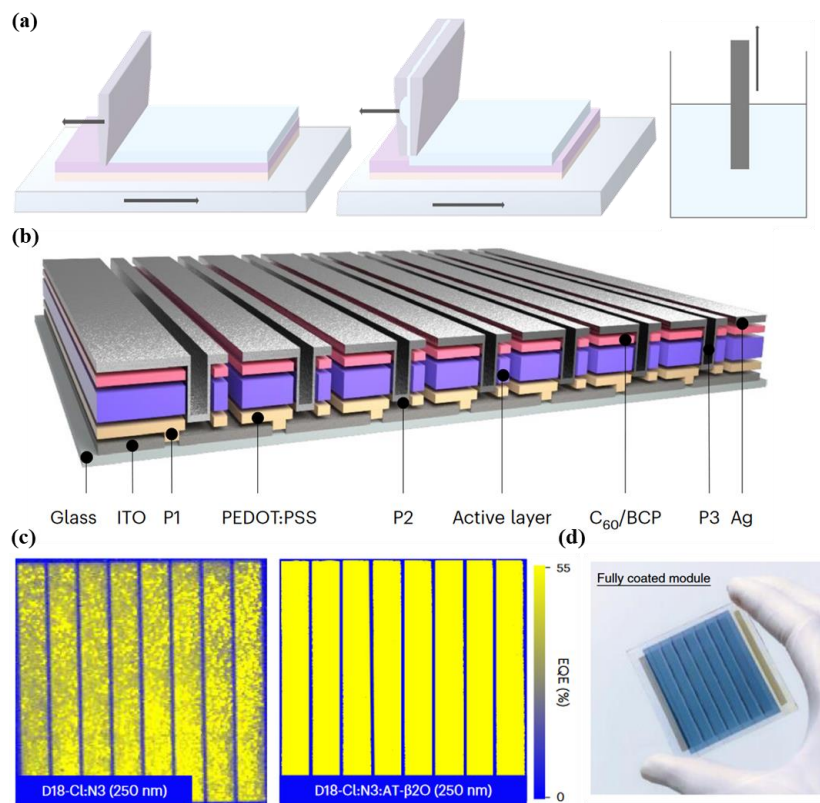 (a)
(b)
Glass ITO P1 PEDOT:PSS P2 Active layer C₆₀/BCP P3 Ag
(c)
(d)
55
EQE (%)
0
D18-Cl:N3 (250 nm)
D18-Cl:N3:AT-β2O (250 nm)
Fully coated module